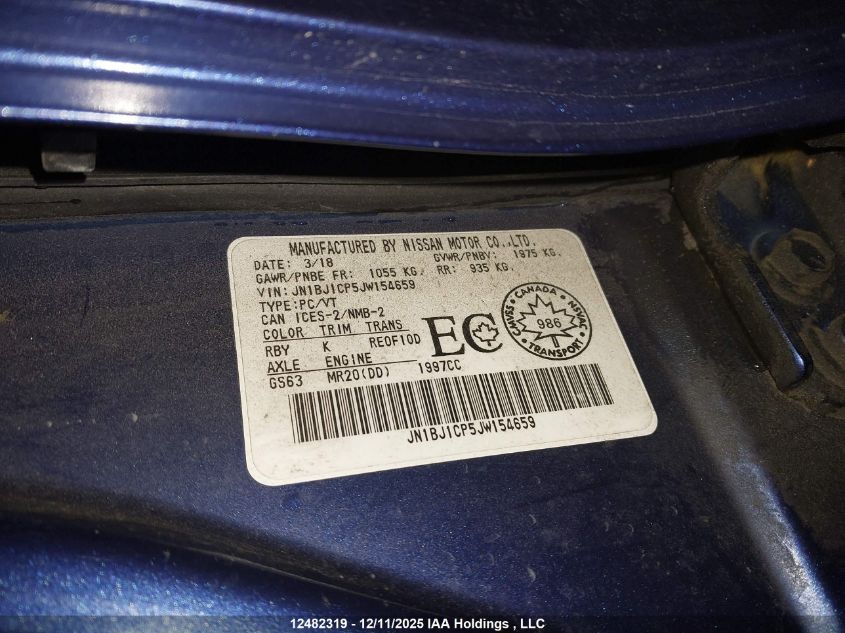 MANUFACTURED BY NISSAN MOTOR CO.,LTD.
DATE: 3/18 GVWR/PNBV: 1975 KG.
GAWR/PNBE FR: 1055 KG. RR: 935 KG.
VIN: JN1BJ1CP5JW154659
TYPE:PC/VT
CAN ICES-2/NMB-2
COLOR TRIM TRANS
RBY K RE0F10D
AXLE ENGINE
GS63 MR20(DD) 1997CC
EC
CANADA
CMVSS NSVAC
986
TRANSPORT
JN1BJ1CP5JW154659
12482319 - 12/11/2025 IAA Holdings , LLC